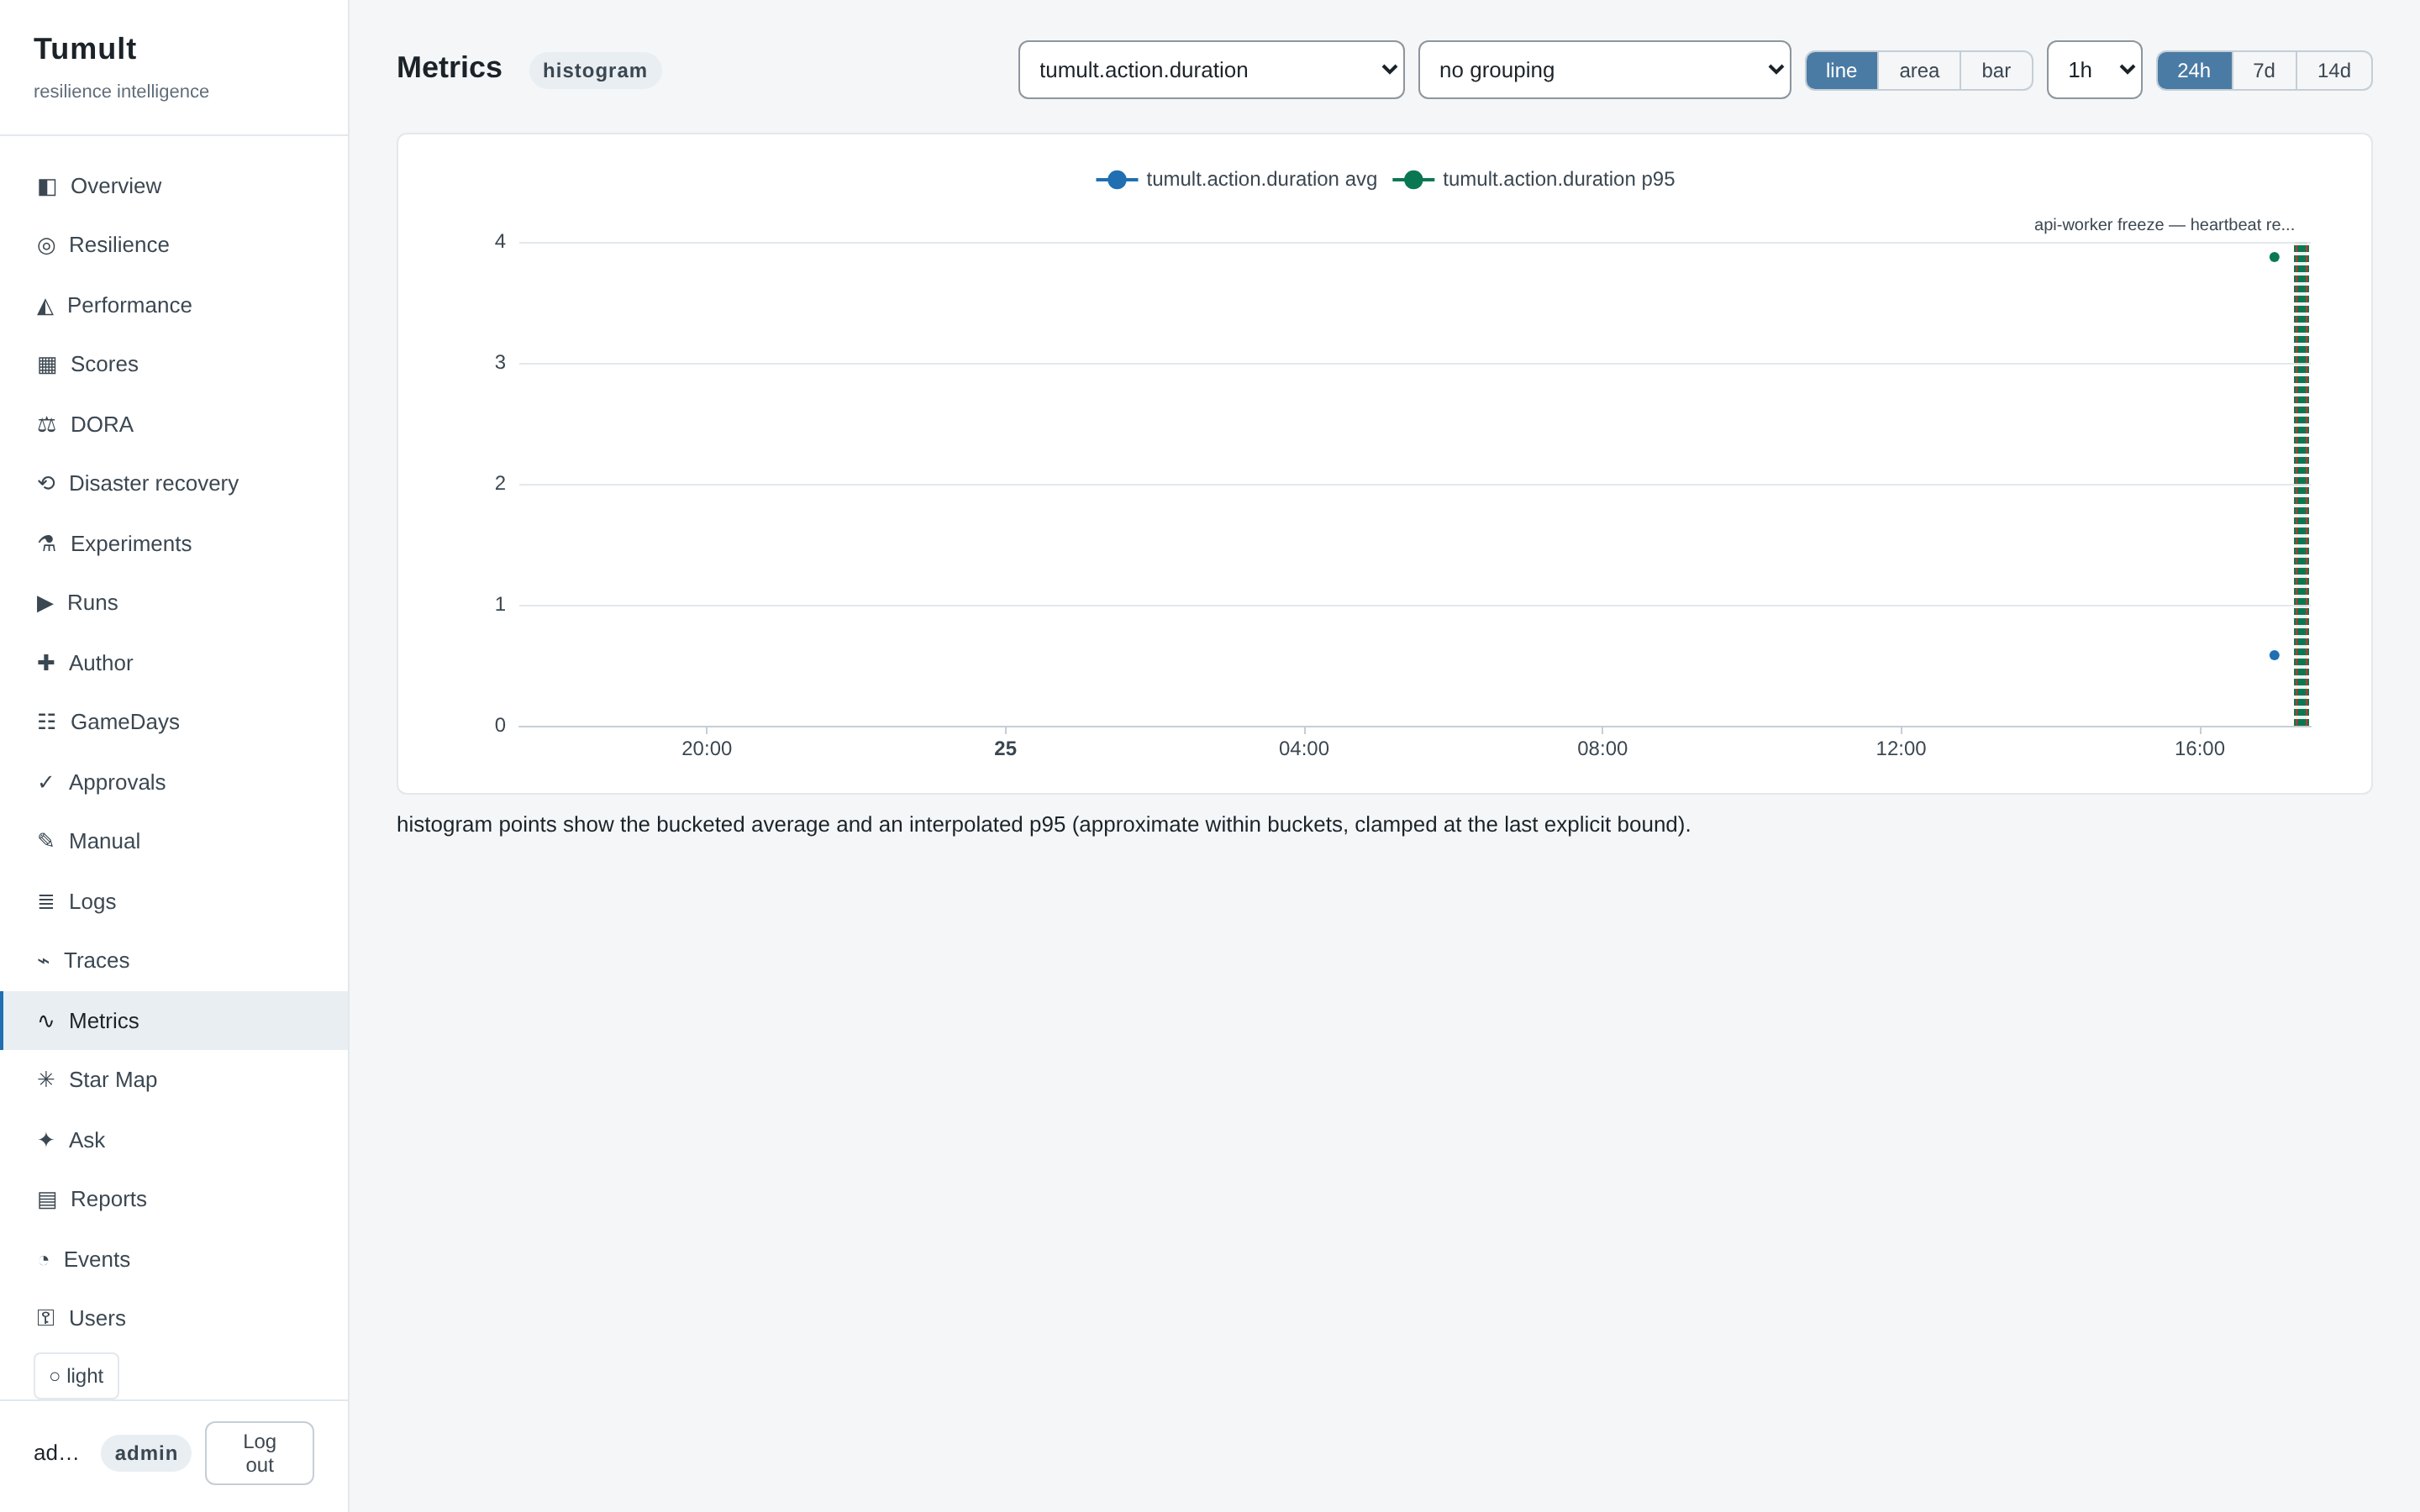 Tumult
resilience intelligence
Overview
Resilience
Performance
Scores
DORA
Disaster recovery
Experiments
Runs
Author
GameDays
Approvals
Manual
Logs
Traces
Metrics
Star Map
Ask
Reports
Events
Users
○ light
ad… admin Log out
Metrics histogram tumult.action.duration no grouping line area bar 1h 24h 7d 14d
tumult.action.duration avg tumult.action.duration p95
api-worker freeze — heartbeat re...
4
3
2
1
0
20:00 25 04:00 08:00 12:00 16:00
histogram points show the bucketed average and an interpolated p95 (approximate within buckets, clamped at the last explicit bound).